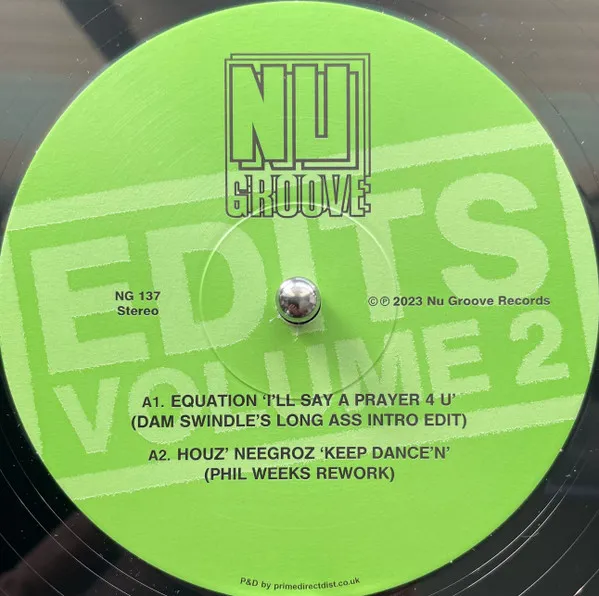 NU
GROOVE
EDITS
VOLUME 2
NG 137
Stereo
℗© 2023 Nu Groove Records
A1. EQUATION ‘I’LL SAY A PRAYER 4 U’
(DAM SWINDLE’S LONG ASS INTRO EDIT)
A2. HOUZ’ NEEGROZ ‘KEEP DANCE’N’
(PHIL WEEKS REWORK)
P&D by primedirectdist.co.uk